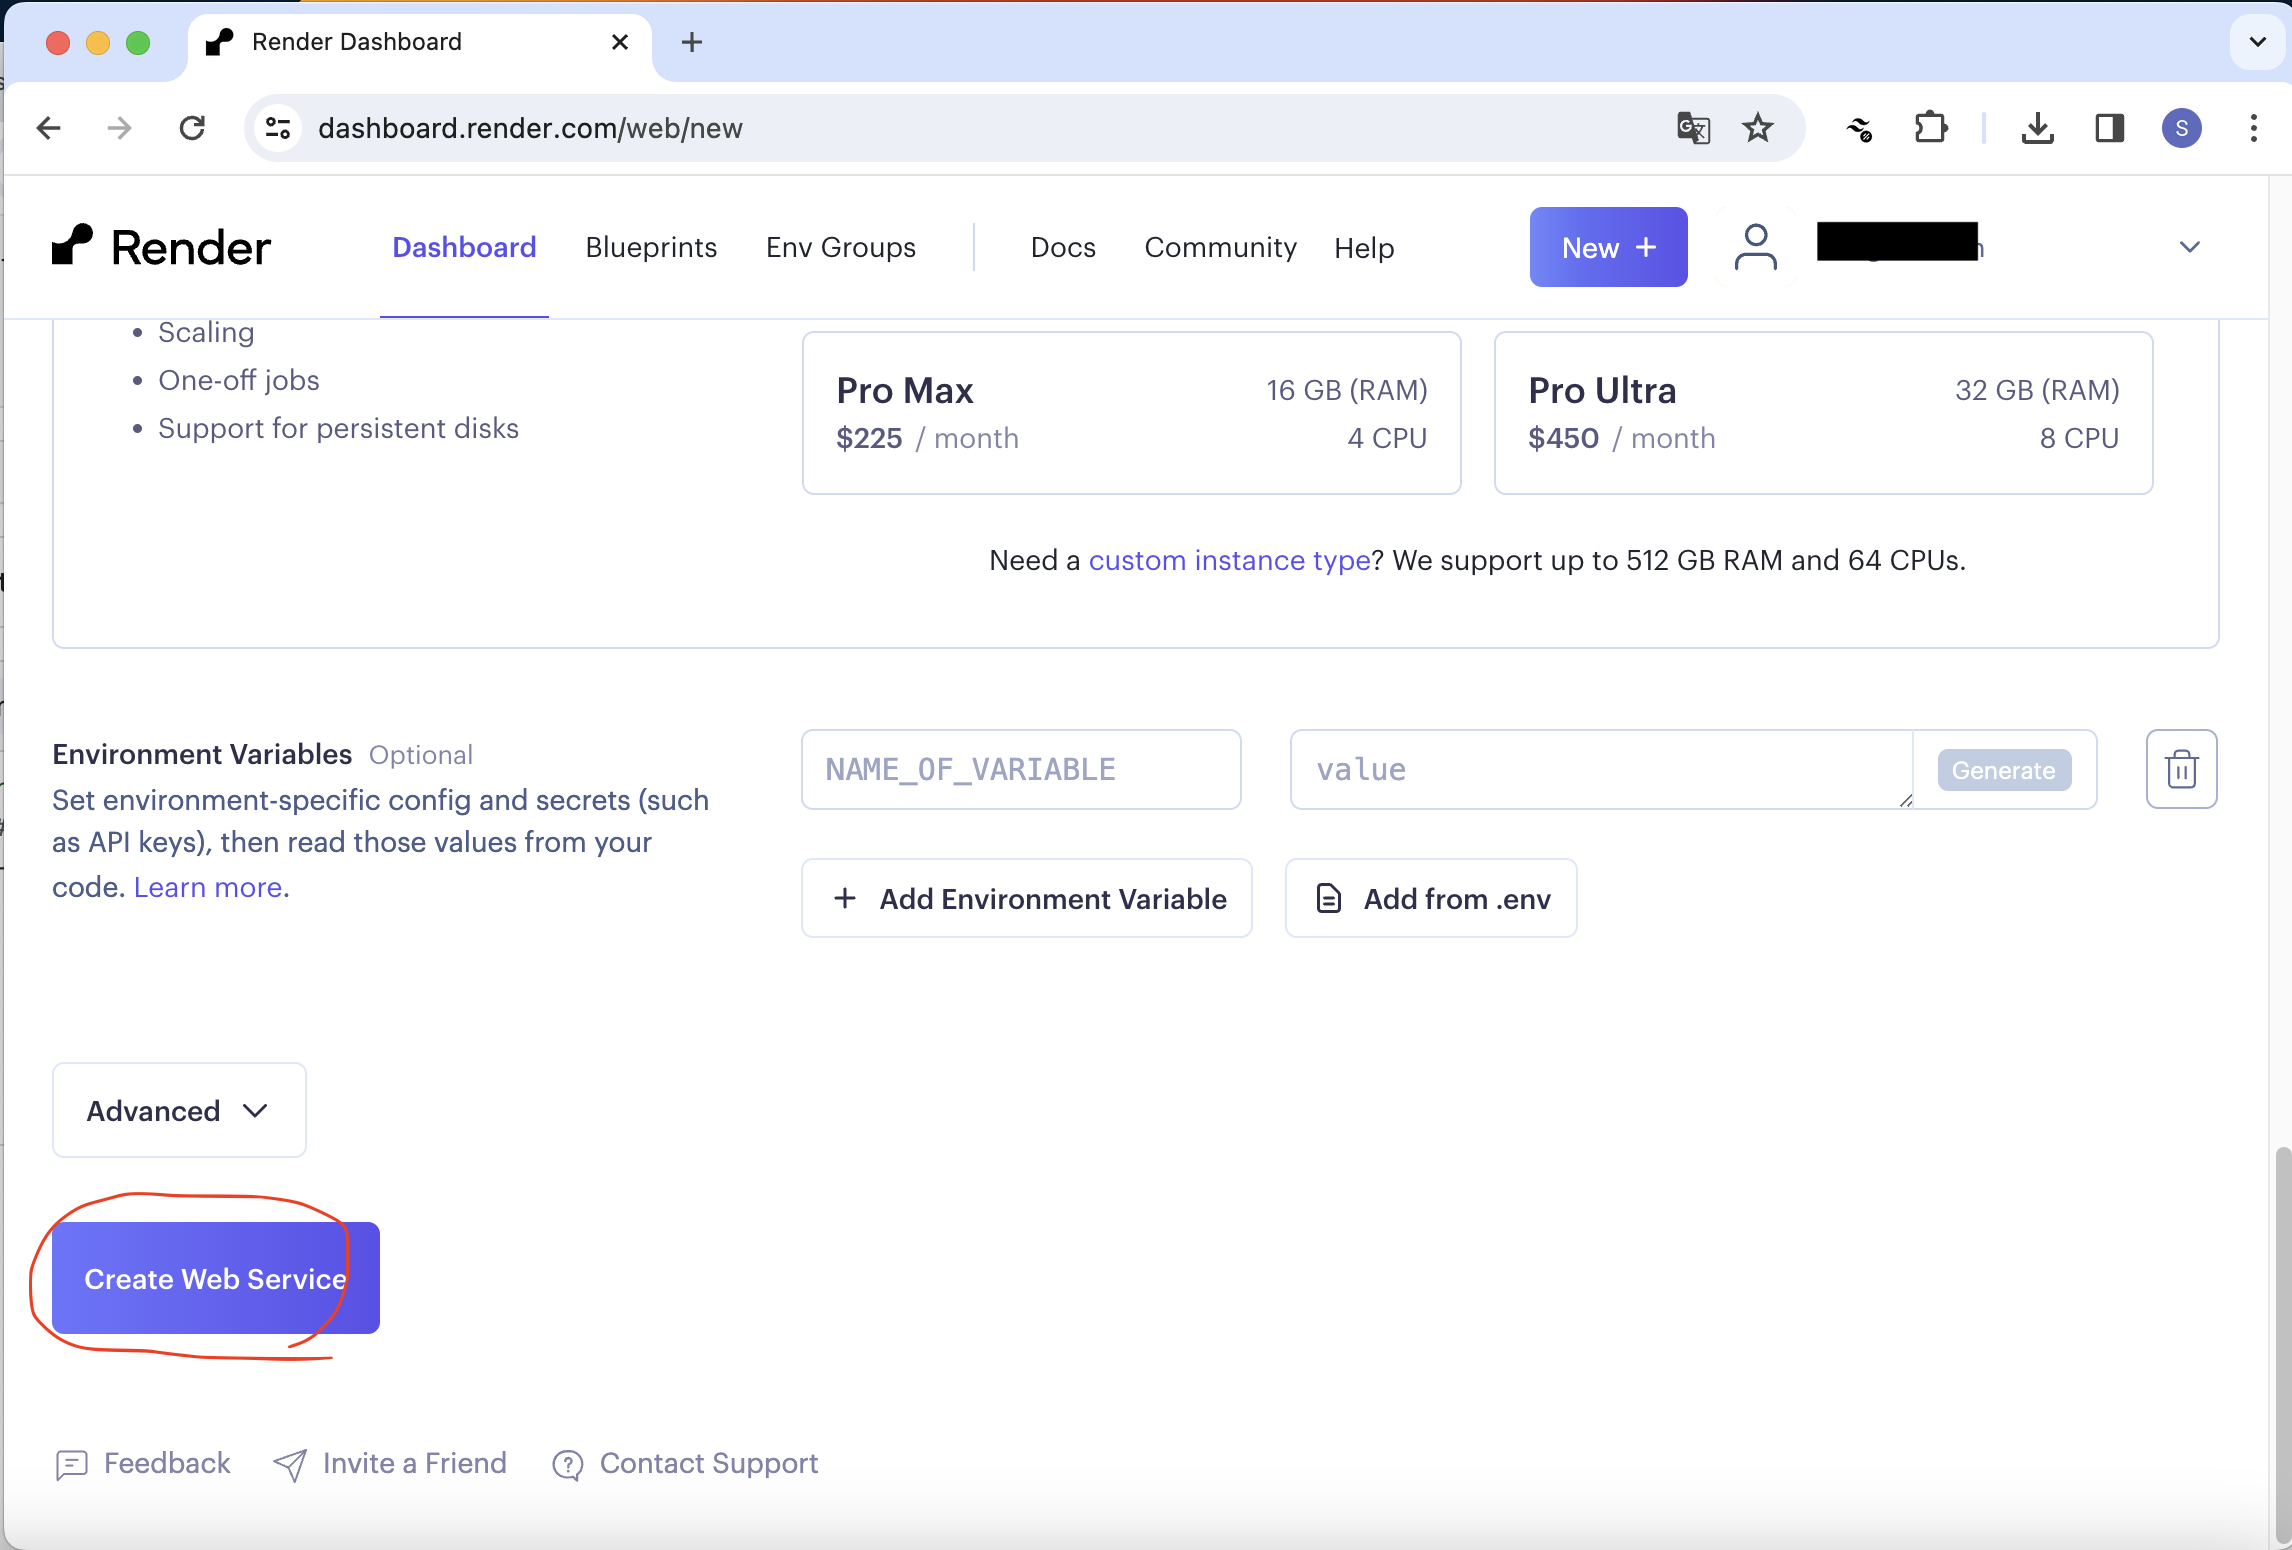 Render Dashboard
dashboard.render.com/web/new
S
Render
Dashboard
Blueprints
Env Groups
Docs
Community
Help
New +
Scaling
One-off jobs
Support for persistent disks
Pro Max
16 GB (RAM)
$225 / month
4 CPU
Pro Ultra
32 GB (RAM)
$450 / month
8 CPU
Need a custom instance type? We support up to 512 GB RAM and 64 CPUs.
Environment Variables Optional
Set environment-specific config and secrets (such
as API keys), then read those values from your
code. Learn more.
NAME_OF_VARIABLE
value
Generate
+ Add Environment Variable
Add from .env
Advanced
Create Web Service
Feedback
Invite a Friend
Contact Support